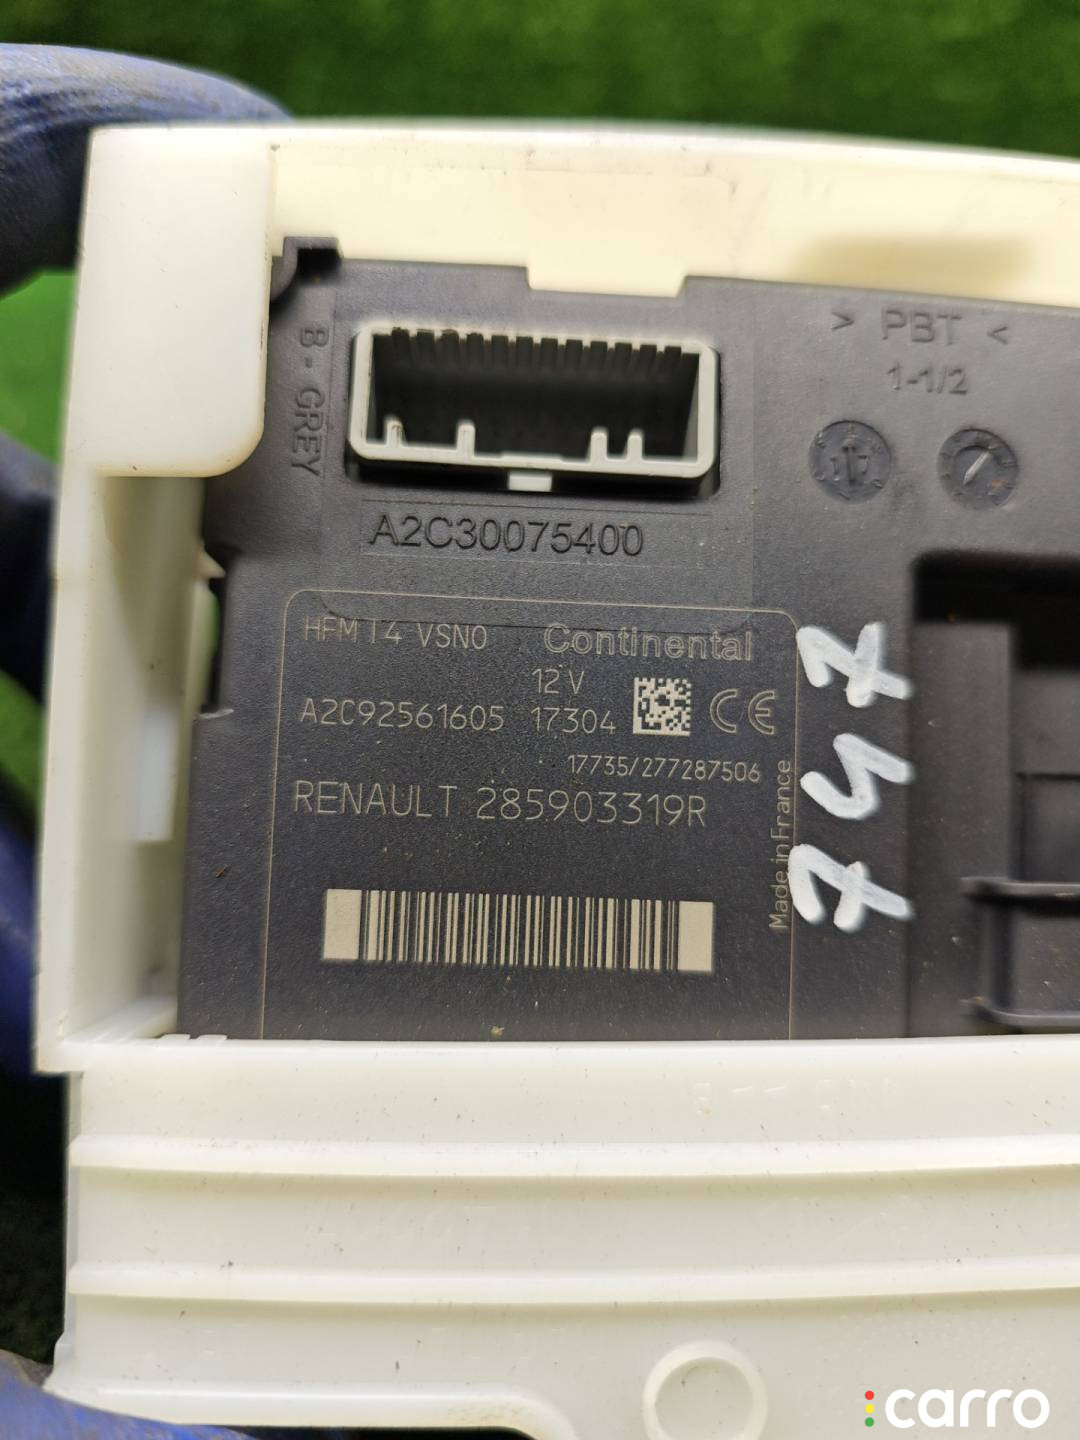 B - GREY
> PBT <
1-1/2
A2C30075400
HFM I4 VSN0 Continental
12 V
A2C92561605 17304 CE
17735/277287506
RENAULT 285903319R
Made in France
747
carro